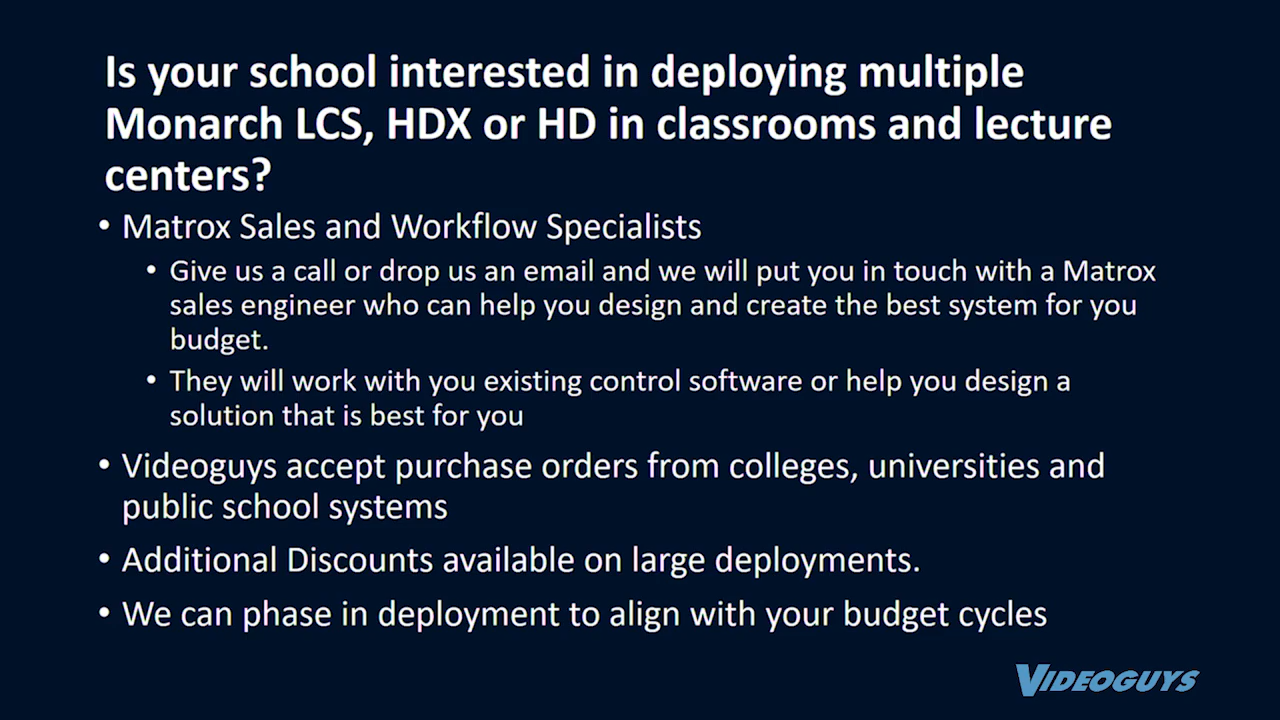 Is your school interested in deploying multiple
Monarch LCS, HDX or HD in classrooms and lecture
centers?
• Matrox Sales and Workflow Specialists
• Give us a call or drop us an email and we will put you in touch with a Matrox
sales engineer who can help you design and create the best system for you
budget.
• They will work with you existing control software or help you design a
solution that is best for you
• Videoguys accept purchase orders from colleges, universities and
public school systems
• Additional Discounts available on large deployments.
• We can phase in deployment to align with your budget cycles
VIDEOGUYS